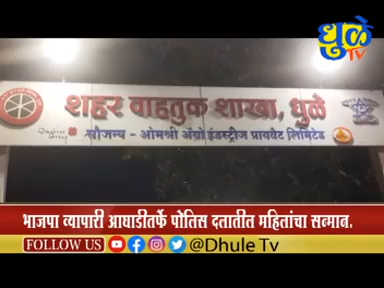 धुळे
TV
शहर वाहतुक शाखा, धुळे
सौजन्य - ओमश्री ॲग्रो इंडस्ट्रीज प्रायव्हेट लिमिटेड
भाजपा व्यापारी आघाडीतर्फे पोलिस दलातील महिलांचा सन्मान.
FOLLOW US
@Dhule Tv